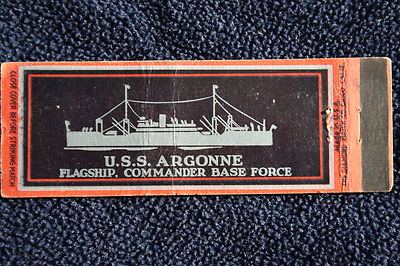 CLOSE COVER BEFORE STRIKING MATCH
U.S.S. ARGONNE
FLAGSHIP, COMMANDER BASE FORCE